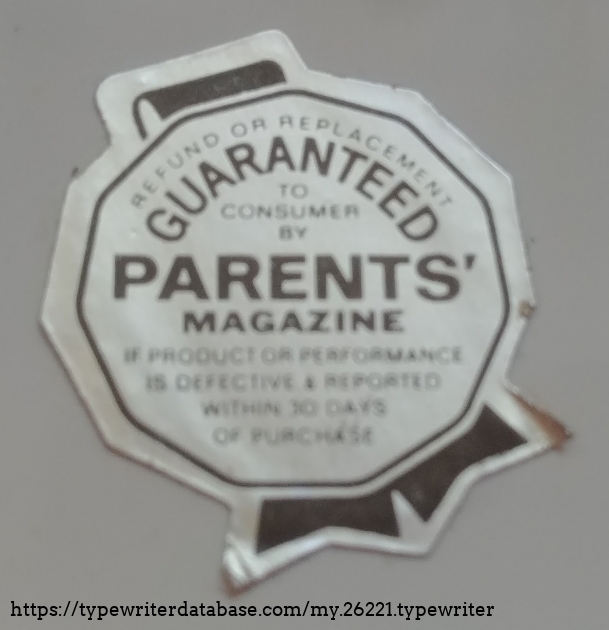 REFUND OR REPLACEMENT
GUARANTEED
TO
CONSUMER
BY
PARENTS'
MAGAZINE
IF PRODUCT OR PERFORMANCE
IS DEFECTIVE & REPORTED
WITHIN 30 DAYS
OF PURCHASE
https://typewriterdatabase.com/my.26221.typewriter